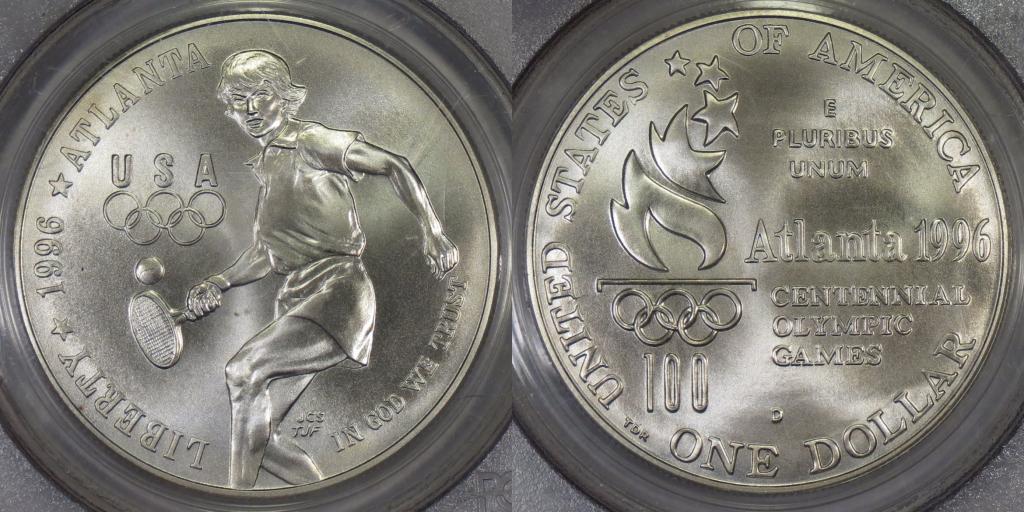 LIBERTY ★ 1996 ★ ATLANTA
USA
JCS
TJF
IN GOD WE TRUST
UNITED STATES OF AMERICA
E
PLURIBUS
UNUM
Atlanta 1996
CENTENNIAL
OLYMPIC
GAMES
100
D
TDR
ONE DOLLAR